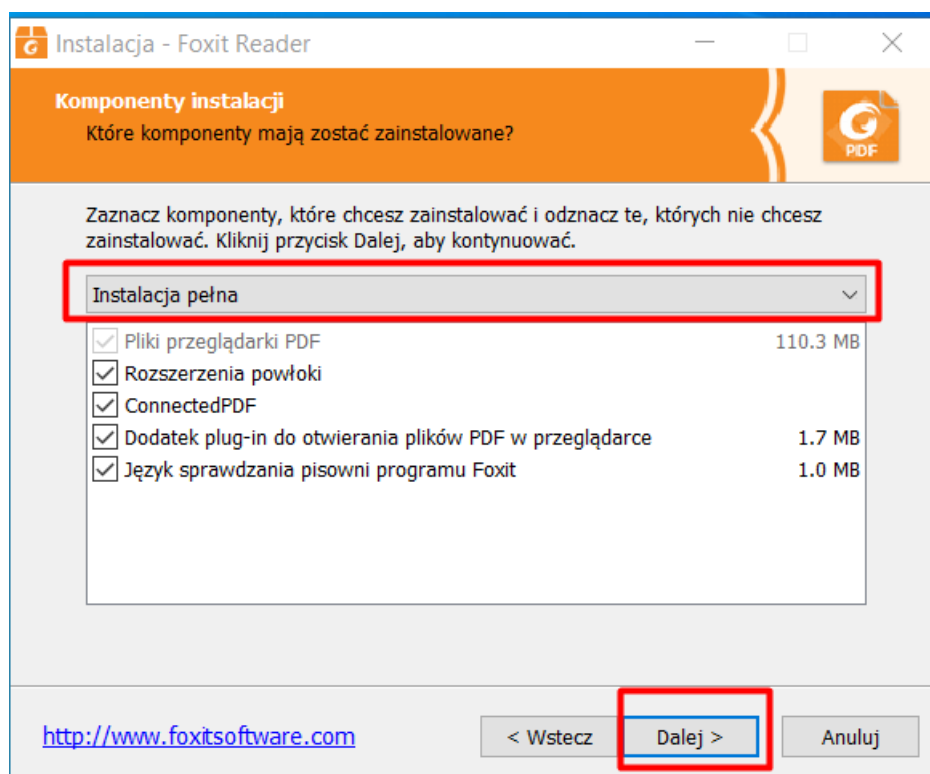 Instalacja - Foxit Reader
Komponenty instalacji
Które komponenty mają zostać zainstalowane?
PDF
Zaznacz komponenty, które chcesz zainstalować i odznacz te, których nie chcesz
zainstalować. Kliknij przycisk Dalej, aby kontynuować.
Instalacja pełna
Pliki przeglądarki PDF 110.3 MB
Rozszerzenia powłoki
ConnectedPDF
Dodatek plug-in do otwierania plików PDF w przeglądarce 1.7 MB
Język sprawdzania pisowni programu Foxit 1.0 MB
http://www.foxitsoftware.com < Wstecz Dalej > Anuluj